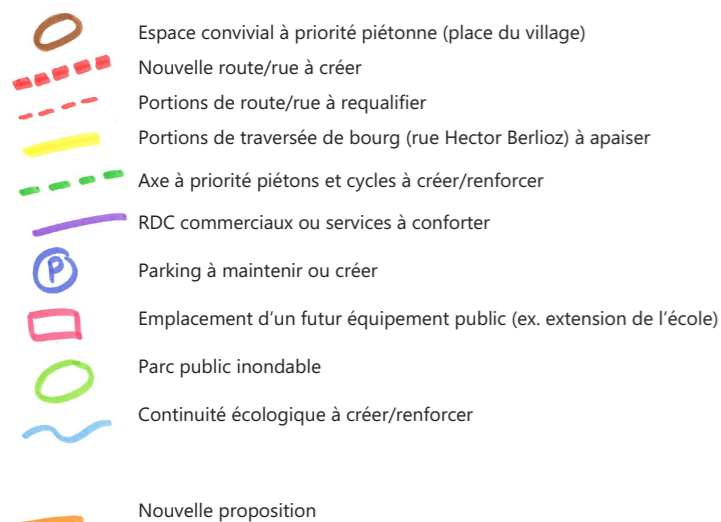 Espace convivial à priorité piétonne (place du village)
Nouvelle route/rue à créer
Portions de route/rue à requalifier
Portions de traversée de bourg (rue Hector Berlioz) à apaiser
Axe à priorité piétons et cycles à créer/renforcer
RDC commerciaux ou services à conforter
P Parking à maintenir ou créer
Emplacement d'un futur équipement public (ex. extension de l'école)
Parc public inondable
Continuité écologique à créer/renforcer
Nouvelle proposition